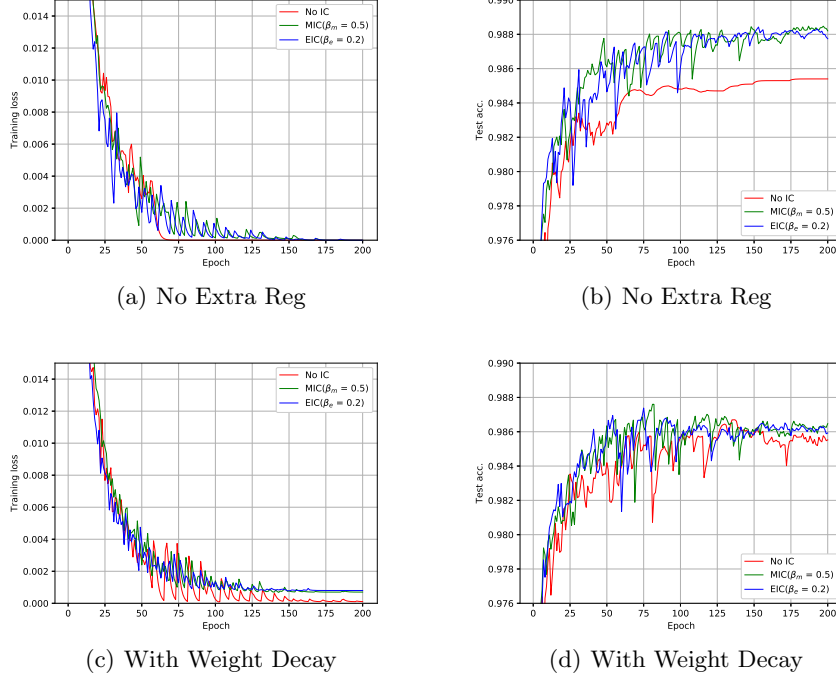 0.014
0.012
0.010
0.008
0.006
0.004
0.002
0.000
Training loss
0 25 50 75 100 125 150 175 200
Epoch
No IC
MIC(βm = 0.5)
EIC(βe = 0.2)
(a) No Extra Reg
0.990
0.988
0.986
0.984
0.982
0.980
0.978
0.976
Test acc.
0 25 50 75 100 125 150 175 200
Epoch
No IC
MIC(βm = 0.5)
EIC(βe = 0.2)
(b) No Extra Reg
0.014
0.012
0.010
0.008
0.006
0.004
0.002
0.000
Training loss
0 25 50 75 100 125 150 175 200
Epoch
No IC
MIC(βm = 0.5)
EIC(βe = 0.2)
(c) With Weight Decay
0.990
0.988
0.986
0.984
0.982
0.980
0.978
0.976
Test acc.
0 25 50 75 100 125 150 175 200
Epoch
No IC
MIC(βm = 0.5)
EIC(βe = 0.2)
(d) With Weight Decay